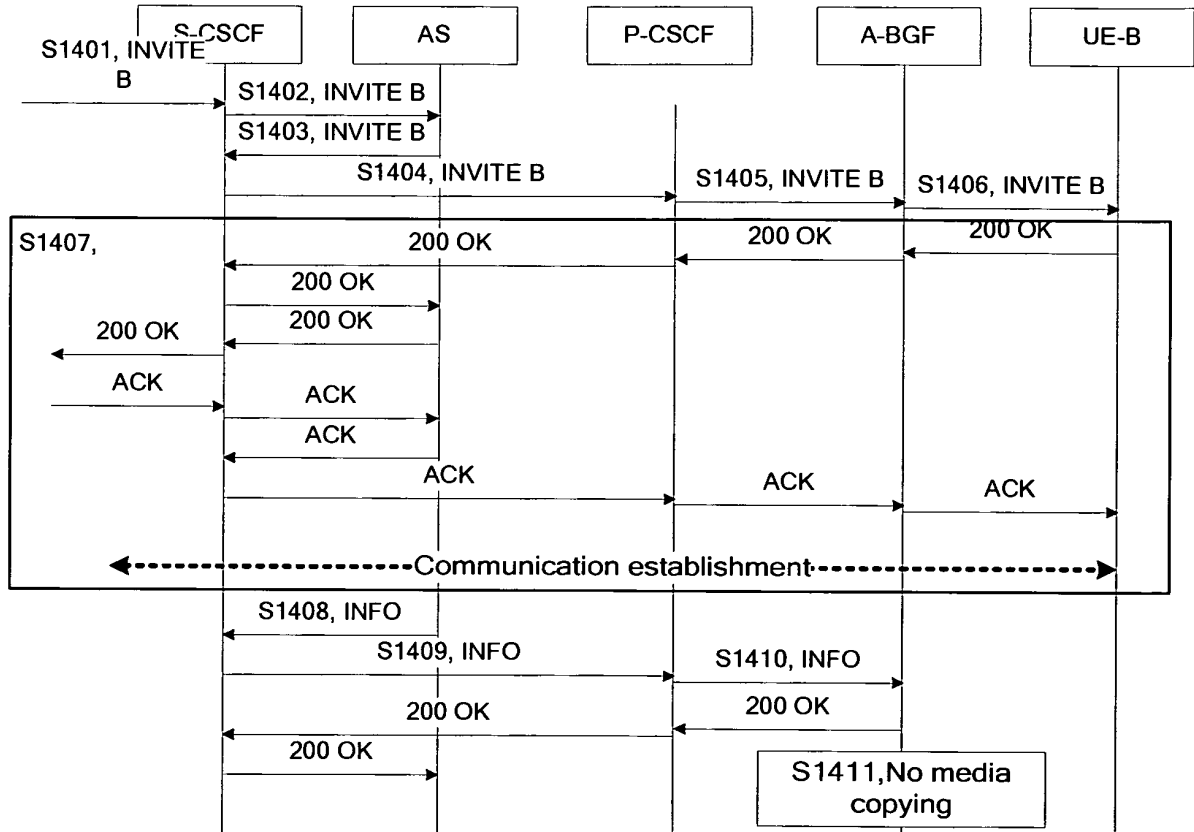 S-CSCF
AS
P-CSCF
A-BGF
UE-B
S1401, INVITE
B
S1402, INVITE B
S1403, INVITE B
S1404, INVITE B
S1405, INVITE B
S1406, INVITE B
S1407,
200 OK
200 OK
200 OK
200 OK
200 OK
200 OK
ACK
ACK
ACK
ACK
ACK
ACK
Communication establishment
S1408, INFO
S1409, INFO
S1410, INFO
200 OK
200 OK
200 OK
S1411,No media
copying